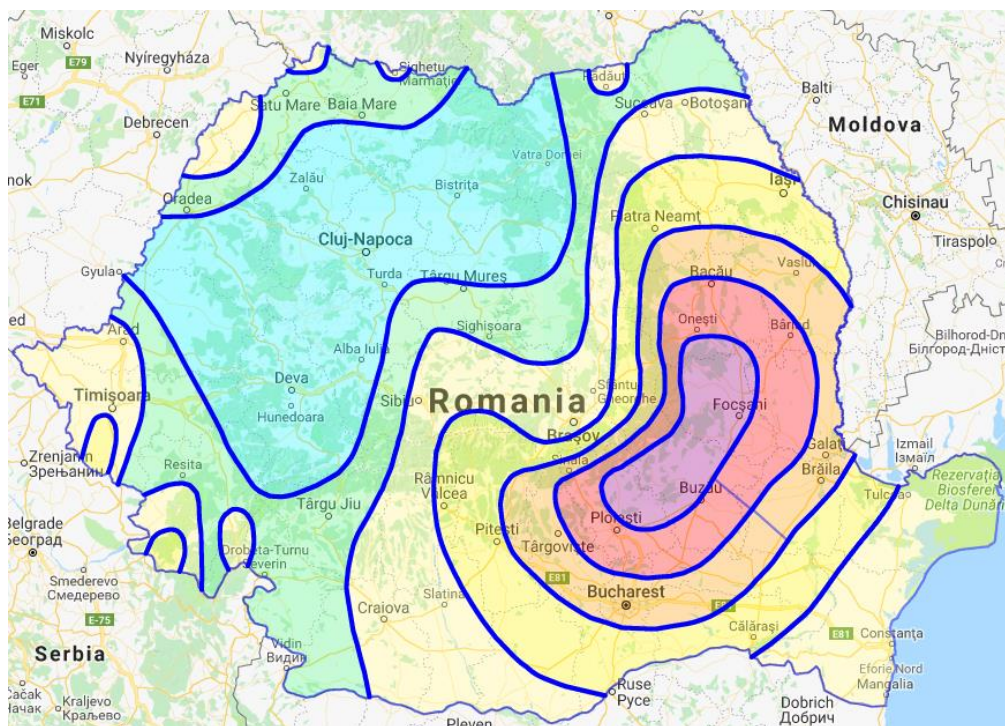 Miskolc
Nyíregyháza
Eger
E79
E71
Debrecen
Satu Mare
Baia Mare
Sighetu
Marmației
Rădăuți
Suceava
Botoșani
Balti
Moldova
Chisinau
Tiraspol
Iași
Vatra Dornei
Bistrița
Zalău
Oradea
Cluj-Napoca
Piatra Neamț
Gyula
Turda
Târgu Mureș
Bacău
Vaslui
Arad
Sighișoara
Onești
Bârlad
Bilhorod-Dn
Білгород-Дніст
Alba Iulia
Deva
Hunedoara
Timișoara
Sibiu
Romania
Sfântu
Gheorghe
Focșani
Brașov
Galați
Brăila
Izmail
Ізмаїл
Zrenjanin
Зрењанин
Reșița
Râmnicu
Vâlcea
Sinaia
Buzău
Tulcea
Rezervația
Biosferei
Delta Dunării
Târgu Jiu
Pitești
Ploiești
Târgoviște
Belgrade
Београд
Drobeta-Turnu
Severin
Smederevo
Смедерево
E-75
E81
Bucharest
Craiova
Slatina
Călărași
E81
Constanța
Serbia
Vidin
Видин
Eforie Nord
Mangalia
Čačak
Чачак
Kraljevo
Краљево
Ruse
Русе
Pleven
Dobrich
Добрич